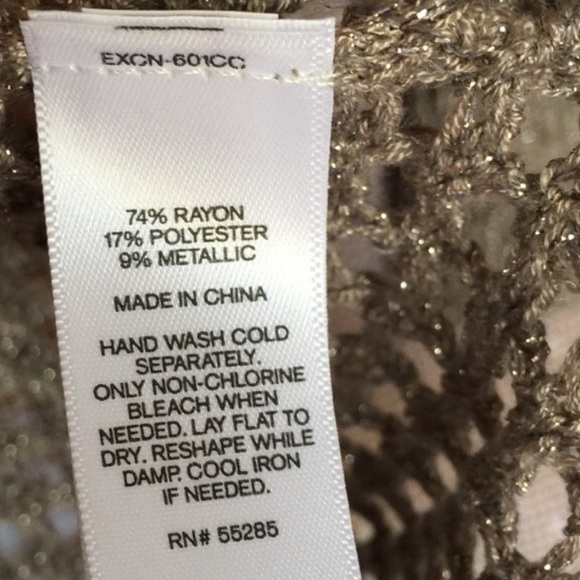 EXCN-601CC
74% RAYON
17% POLYESTER
9% METALLIC
MADE IN CHINA
HAND WASH COLD
SEPARATELY.
ONLY NON-CHLORINE
BLEACH WHEN
NEEDED. LAY FLAT TO
DRY. RESHAPE WHILE
DAMP. COOL IRON
IF NEEDED.
RN# 55285